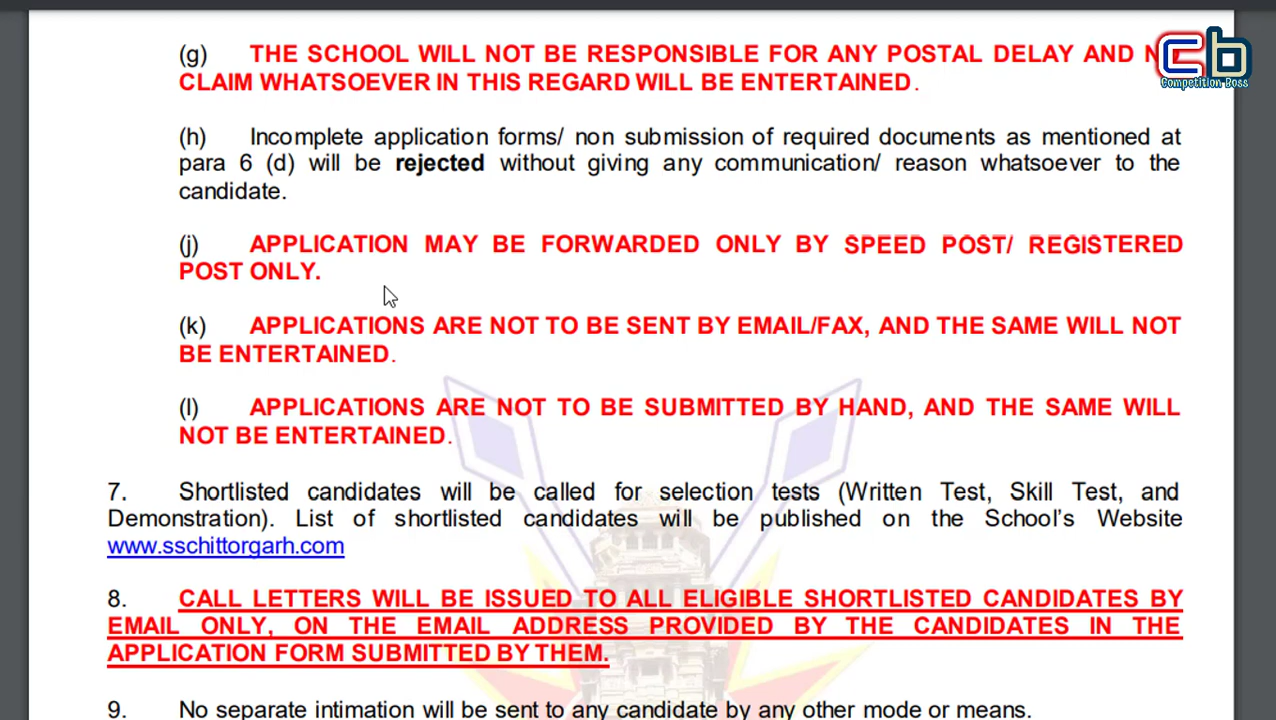 (g) THE SCHOOL WILL NOT BE RESPONSIBLE FOR ANY POSTAL DELAY AND
CLAIM WHATSOEVER IN THIS REGARD WILL BE ENTERTAINED.
cb
Competition Boss
(h) Incomplete application forms/ non submission of required documents as mentioned at
para 6 (d) will be rejected without giving any communication/ reason whatsoever to the
candidate.
(j) APPLICATION MAY BE FORWARDED ONLY BY SPEED POST/ REGISTERED
POST ONLY.
(k) APPLICATIONS ARE NOT TO BE SENT BY EMAIL/FAX, AND THE SAME WILL NOT
BE ENTERTAINED.
(l) APPLICATIONS ARE NOT TO BE SUBMITTED BY HAND, AND THE SAME WILL
NOT BE ENTERTAINED.
7. Shortlisted candidates will be called for selection tests (Written Test, Skill Test, and
Demonstration). List of shortlisted candidates will be published on the School's Website
www.sschittorgarh.com
8. CALL LETTERS WILL BE ISSUED TO ALL ELIGIBLE SHORTLISTED CANDIDATES BY
EMAIL ONLY, ON THE EMAIL ADDRESS PROVIDED BY THE CANDIDATES IN THE
APPLICATION FORM SUBMITTED BY THEM.
9. No separate intimation will be sent to any candidate by any other mode or means.